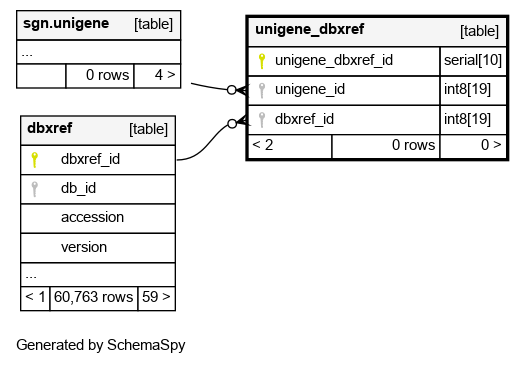 sgn.unigene [table]
...
0 rows 4 >
unigene_dbxref [table]
unigene_dbxref_id serial[10]
unigene_id int8[19]
dbxref_id int8[19]
< 2 0 rows 0 >
dbxref [table]
dbxref_id
db_id
accession
version
...
< 1 60,763 rows 59 >
Generated by SchemaSpy